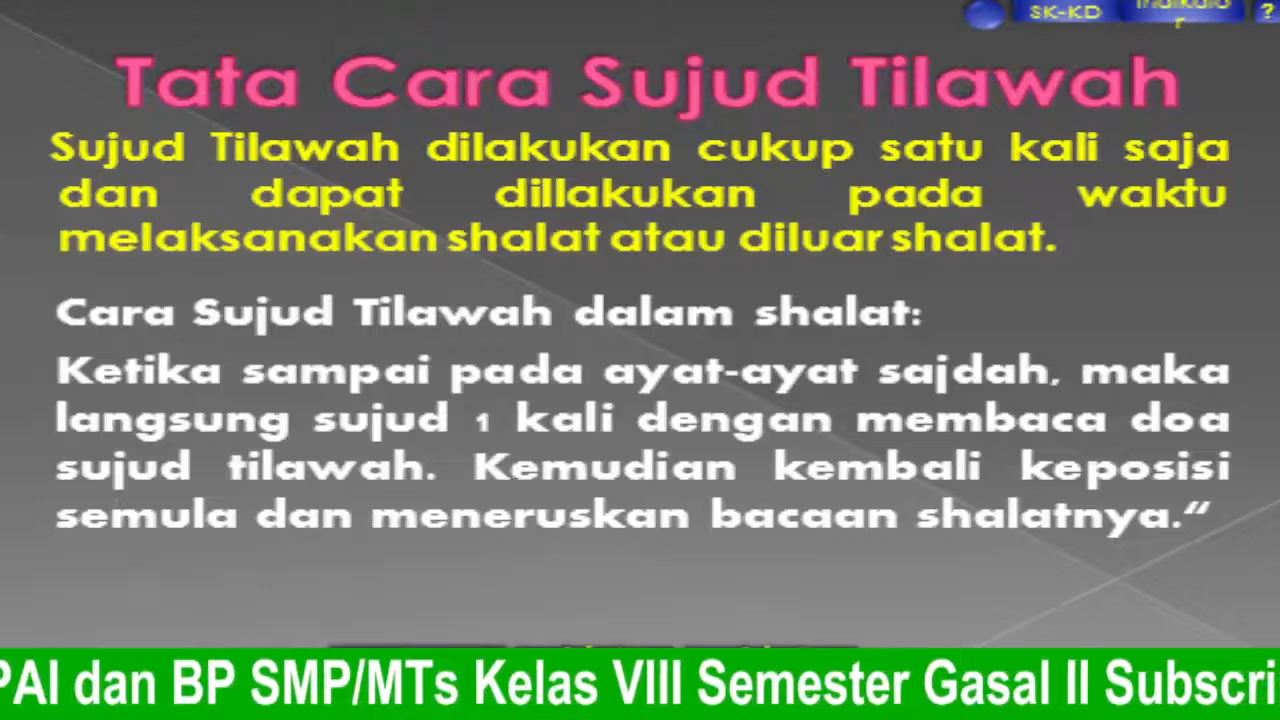 SK-KD
?
Tata Cara Sujud Tilawah
Sujud Tilawah dilakukan cukup satu kali saja
dan dapat dillakukan pada waktu
melaksanakan shalat atau diluar shalat.
Cara Sujud Tilawah dalam shalat:
Ketika sampai pada ayat-ayat sajdah, maka
langsung sujud 1 kali dengan membaca doa
sujud tilawah. Kemudian kembali keposisi
semula dan meneruskan bacaan shalatnya.“
PAI dan BP SMP/MTs Kelas VIII Semester Gasal II Subscri